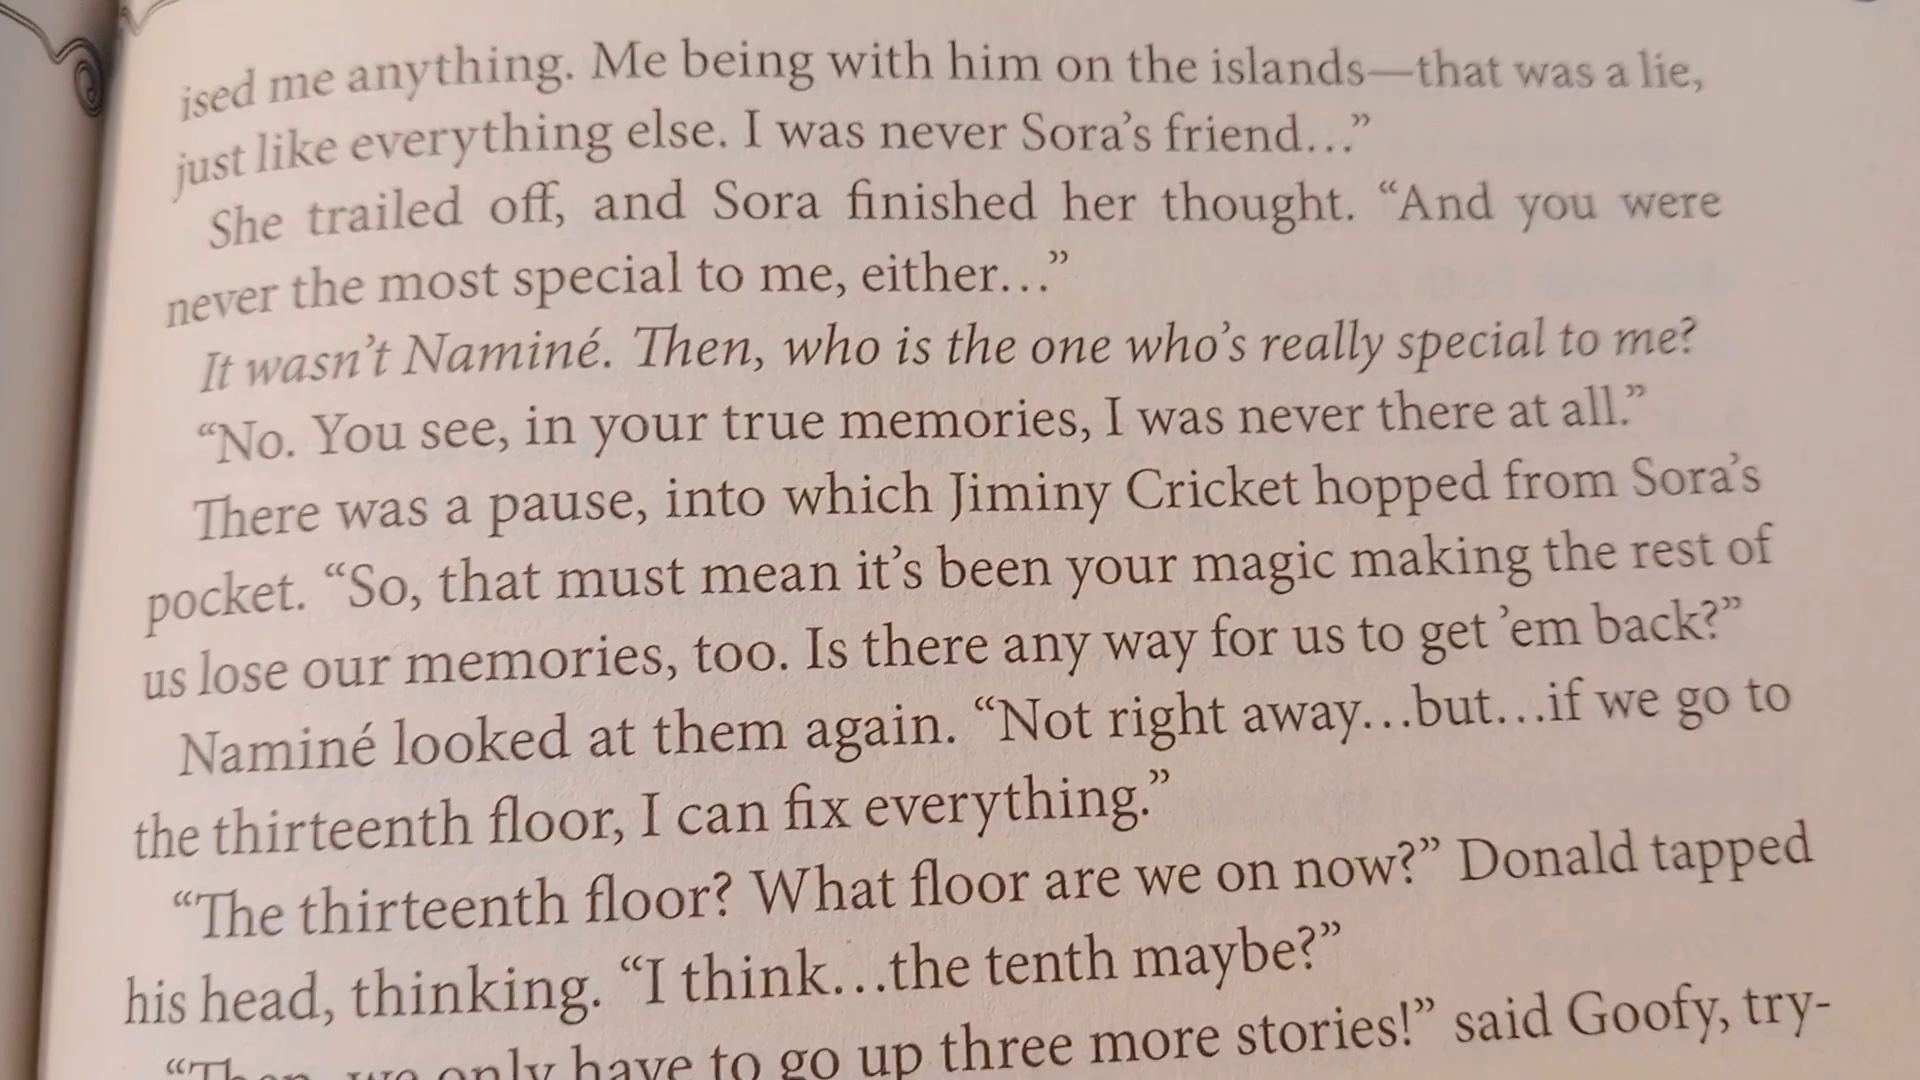 ised me anything. Me being with him on the islands—that was a lie,
just like everything else. I was never Sora’s friend…”
She trailed off, and Sora finished her thought. “And you were
never the most special to me, either…”
It wasn’t Naminé. Then, who is the one who’s really special to me?
“No. You see, in your true memories, I was never there at all.”
There was a pause, into which Jiminy Cricket hopped from Sora’s
pocket. “So, that must mean it’s been your magic making the rest of
us lose our memories, too. Is there any way for us to get ’em back?”
Naminé looked at them again. “Not right away…but…if we go to
the thirteenth floor, I can fix everything.”
“The thirteenth floor? What floor are we on now?” Donald tapped
his head, thinking. “I think…the tenth maybe?”
“Then, we only have to go up three more stories!” said Goofy, try-